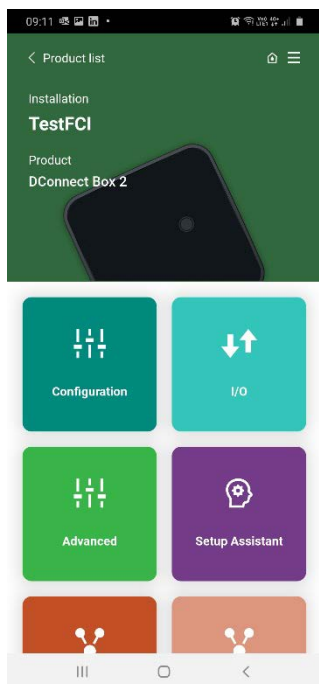 09:11
Product list
Installation
TestFCI
Product
DConnect Box 2
Configuration
I/O
Advanced
Setup Assistant